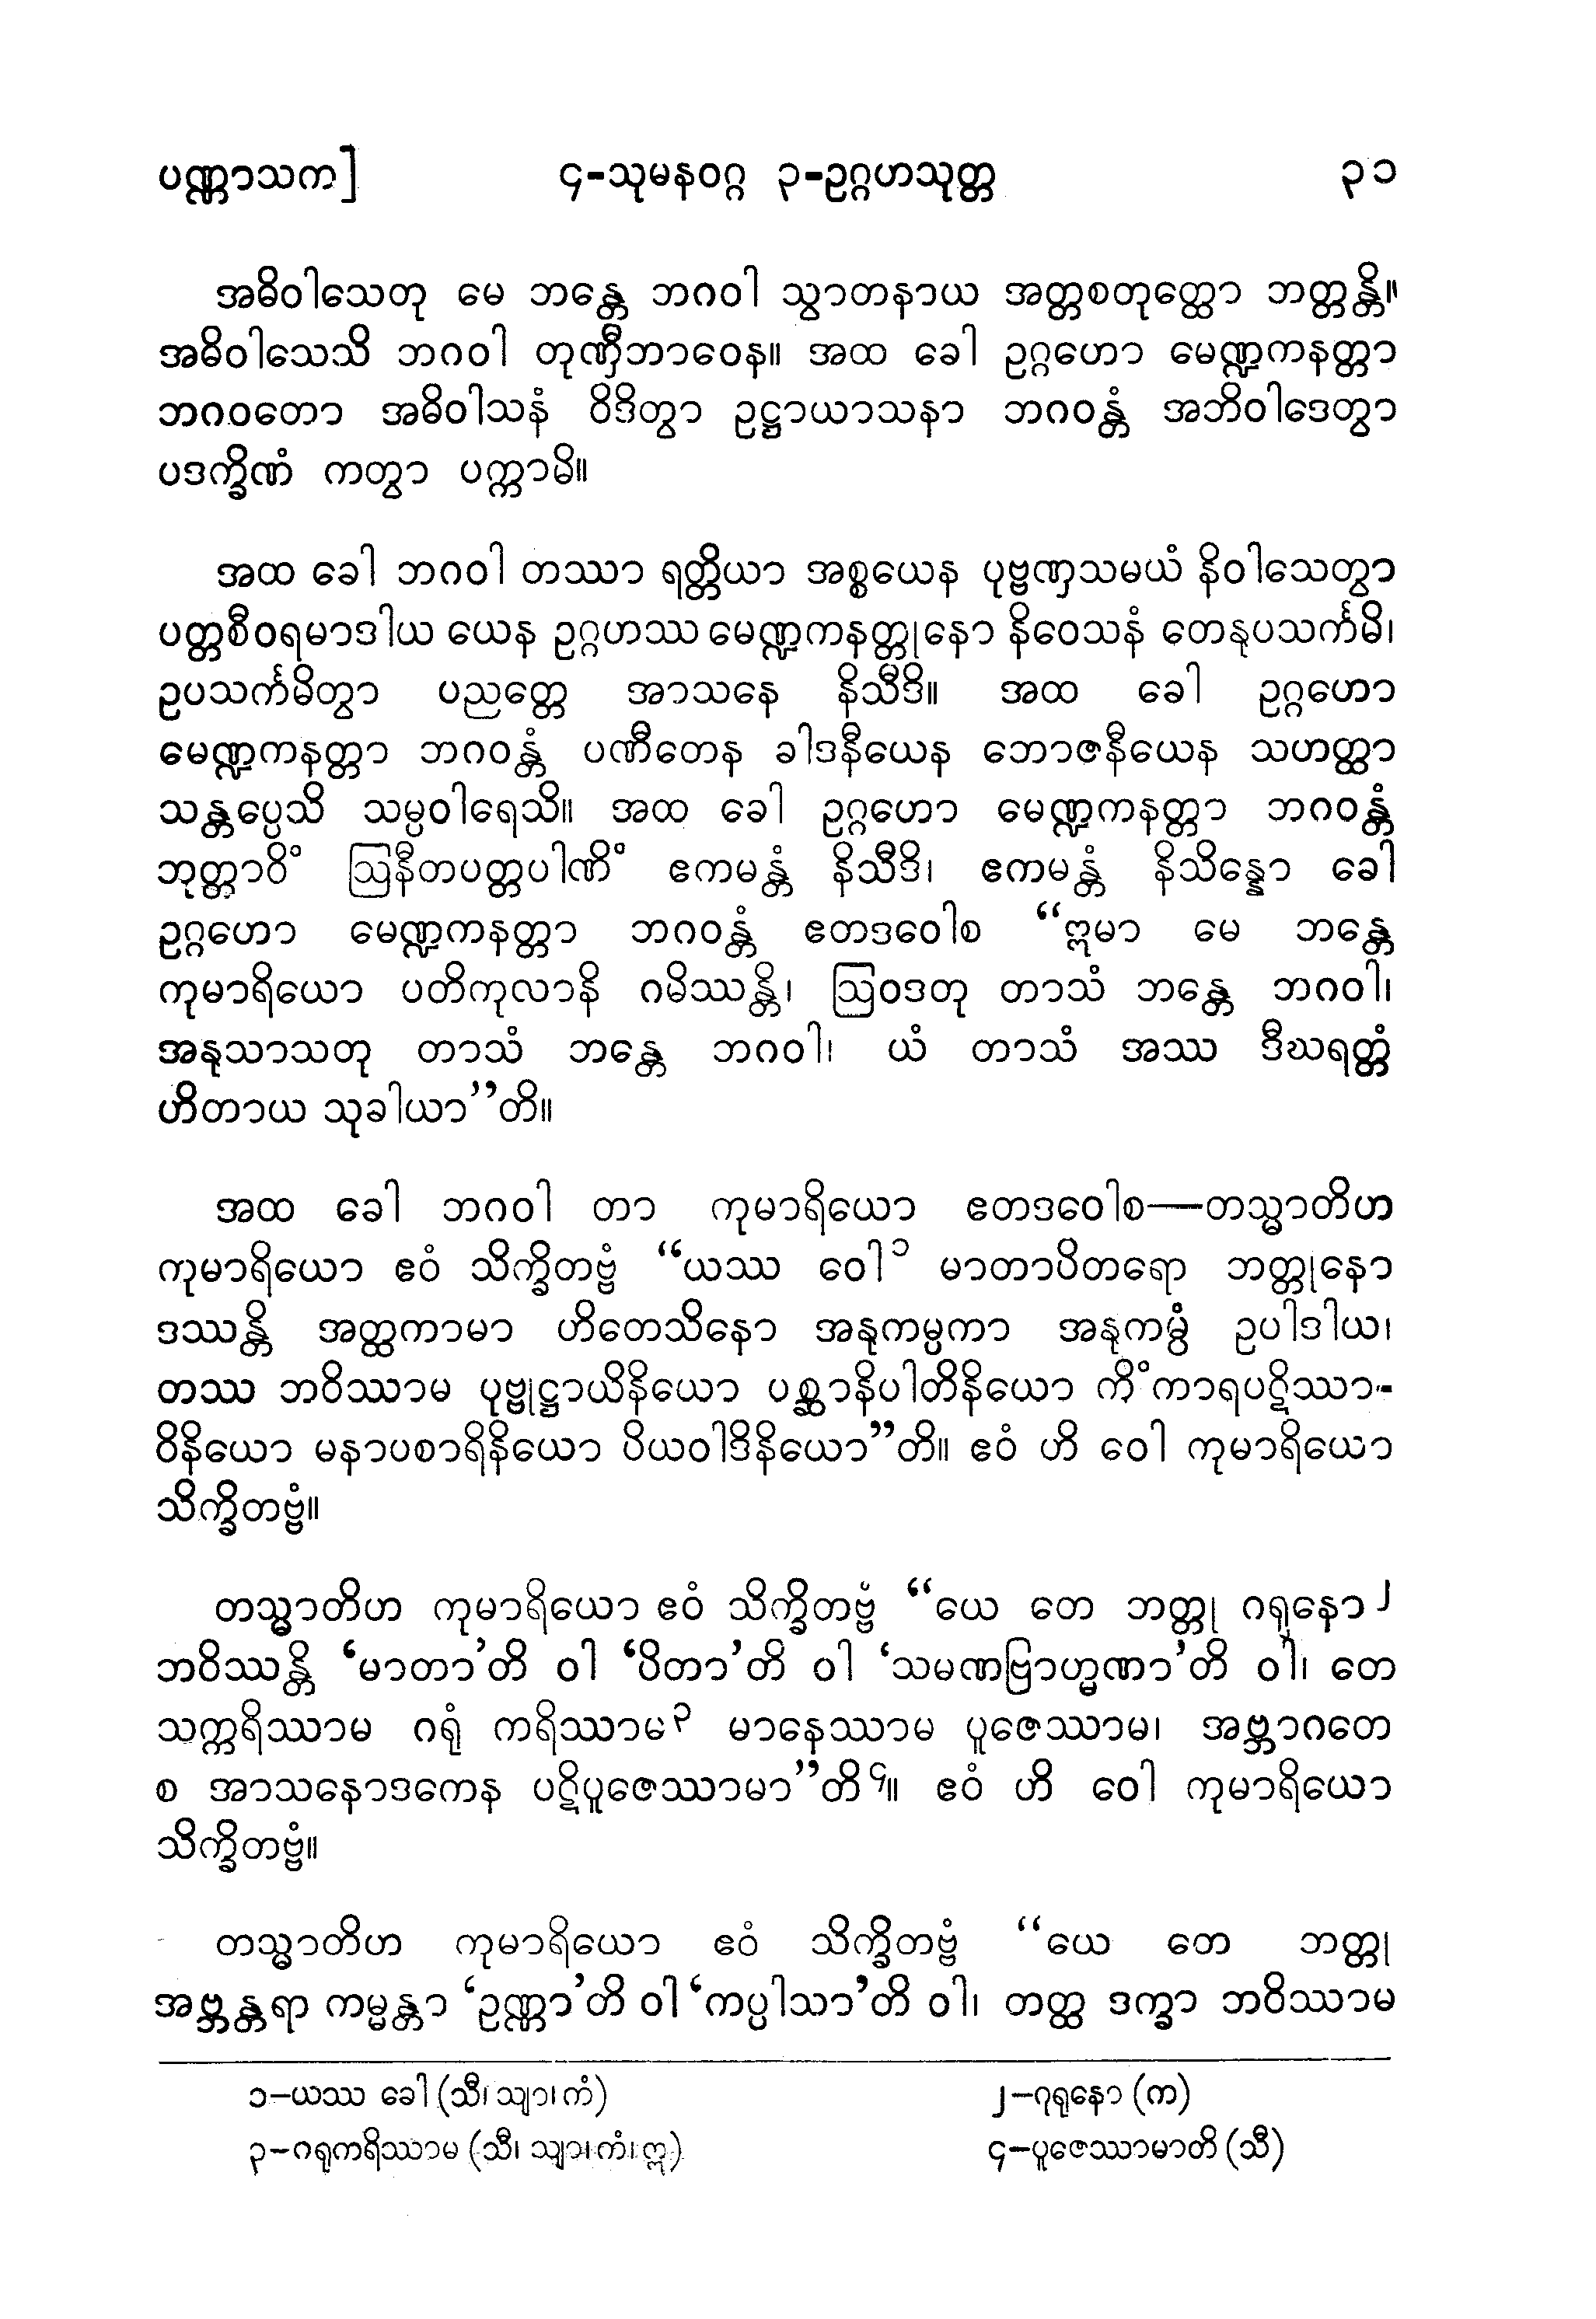 ပဏ္ဏာသက] ၄-သုမနဝဂ္ဂ ၃-ဥဂ္ဂဟသုတ္တ ၃၁
အဓိဝါသေတု မေ ဘန္တေ ဘဂဝါ သွာတနာယ အတ္တစတုတ္ထော ဘတ္တန္တိ။
အဓိဝါသေသိ ဘဂဝါ တုဏှီဘာဝေန။ အထ ခေါ ဥဂ္ဂဟော မေဏ္ဍကနတ္တာ
ဘဂဝတော အဓိဝါသနံ ဝိဒိတွာ ဥဋ္ဌာယာသနာ ဘဂဝန္တံ အဘိဝါဒေတွာ
ပဒက္ခိဏံ ကတွာ ပက္ကာမိ။
အထ ခေါ ဘဂဝါ တဿာ ရတ္တိယာ အစ္စယေန ပုဗ္ဗဏှသမယံ နိဝါသေတွာ
ပတ္တစီဝရမာဒါယ ယေန ဥဂ္ဂဟဿ မေဏ္ဍကနတ္တုနော နိဝေသနံ တေနုပသင်္ကမိ၊
ဥပသင်္ကမိတွာ ပညတ္တေ အာသနေ နိသီဒိ။ အထ ခေါ ဥဂ္ဂဟော
မေဏ္ဍကနတ္တာ ဘဂဝန္တံ ပဏီတေန ခါဒနီယေန ဘောဇနီယေန သဟတ္ထာ
သန္တပ္ပေသိ သမ္ပဝါရေသိ။ အထ ခေါ ဥဂ္ဂဟော မေဏ္ဍကနတ္တာ ဘဂဝန္တံ
ဘုတ္တာဝိံ ဩနီတပတ္တပါဏိံ ဧကမန္တံ နိသီဒိ၊ ဧကမန္တံ နိသိန္နော ခေါ
ဥဂ္ဂဟော မေဏ္ဍကနတ္တာ ဘဂဝန္တံ ဧတဒဝေါစ “ဣမာ မေ ဘန္တေ
ကုမာရိယော ပတိကုလာနိ ဂမိဿန္တိ၊ ဩဝဒတု တာသံ ဘန္တေ ဘဂဝါ၊
အနုသာသတု တာသံ ဘန္တေ ဘဂဝါ၊ ယံ တာသံ အဿ ဒီဃရတ္တံ
ဟိတာယ သုခါယာ”တိ။
အထ ခေါ ဘဂဝါ တာ ကုမာရိယော ဧတဒဝေါစ—တသ္မာတိဟ
ကုမာရိယော ဧဝံ သိက္ခိတဗ္ဗံ “ယဿ ဝေါ၁ မာတာပိတရော ဘတ္တုနော
ဒဿန္တိ အတ္ထကာမာ ဟိတေသိနော အနုကမ္ပကာ အနုကမ္ပံ ဥပါဒါယ၊
တဿ ဘဝိဿာမ ပုဗ္ဗုဋ္ဌာယိနိယော ပစ္ဆာနိပါတိနိယော ကိံကာရပဋိဿာ-
ဝိနိယော မနာပစာရိနိယော ပိယဝါဒိနိယော”တိ။ ဧဝံ ဟိ ဝေါ ကုမာရိယော
သိက္ခိတဗ္ဗံ။
တသ္မာတိဟ ကုမာရိယော ဧဝံ သိက္ခိတဗ္ဗံ “ယေ တေ ဘတ္တု ဂရုနော၂
ဘဝိဿန္တိ ‘မာတာ’တိ ဝါ ‘ပိတာ’တိ ဝါ ‘သမဏဗြာဟ္မဏာ’တိ ဝါ၊ တေ
သက္ကရိဿာမ ဂရုံ ကရိဿာမ၃ မာနေဿာမ ပူဇေဿာမ၊ အဗ္ဘာဂတေ
စ အာသနောဒကေန ပဋိပူဇေဿာမာ”တိ၄။ ဧဝံ ဟိ ဝေါ ကုမာရိယော
သိက္ခိတဗ္ဗံ။
တသ္မာတိဟ ကုမာရိယော ဧဝံ သိက္ခိတဗ္ဗံ “ယေ တေ ဘတ္တု
အဗ္ဘန္တရာ ကမ္မန္တာ ‘ဥဏ္ဏာ’တိ ဝါ ‘ကပ္ပါသာ’တိ ဝါ၊ တတ္ထ ဒက္ခာ ဘဝိဿာမ
၁–ယဿ ခေါ (သီ၊ သျာ၊ ကံ) ၂–ဂုရုနော (က)
၃–ဂရုကရိဿာမ (သီ၊ သျာ၊ ကံ၊ ဣ) ၄–ပူဇေဿာမာတိ (သီ)